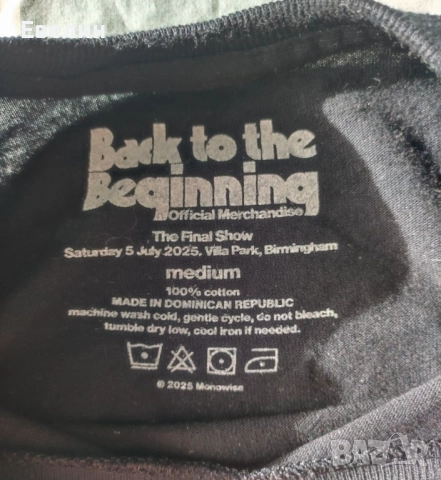 Евгени
Back to the
Beginning
Official Merchandise
The Final Show
Saturday 5 July 2025, Villa Park, Birmingham
medium
100% cotton
MADE IN DOMINICAN REPUBLIC
machine wash cold, gentle cycle, do not bleach,
tumble dry low, cool iron if needed.
© 2025 Monowise